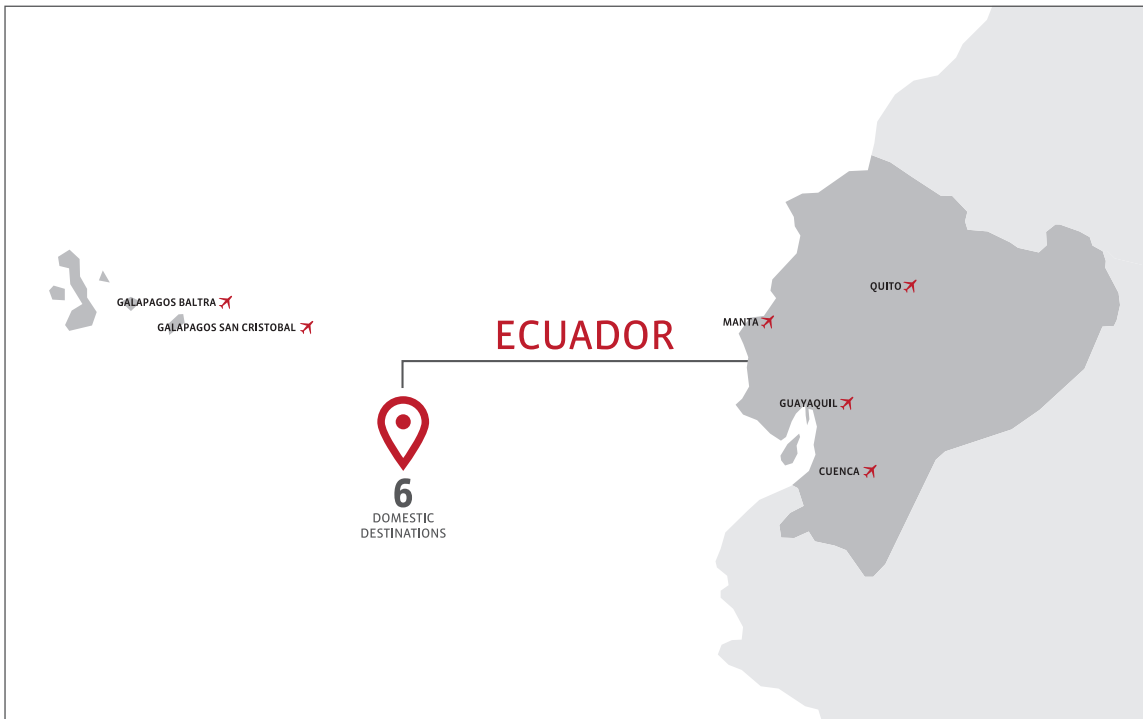 QUITO
GALAPAGOS BALTRA
MANTA
GALAPAGOS SAN CRISTOBAL
ECUADOR
GUAYAQUIL
CUENCA
6
DOMESTIC
DESTINATIONS